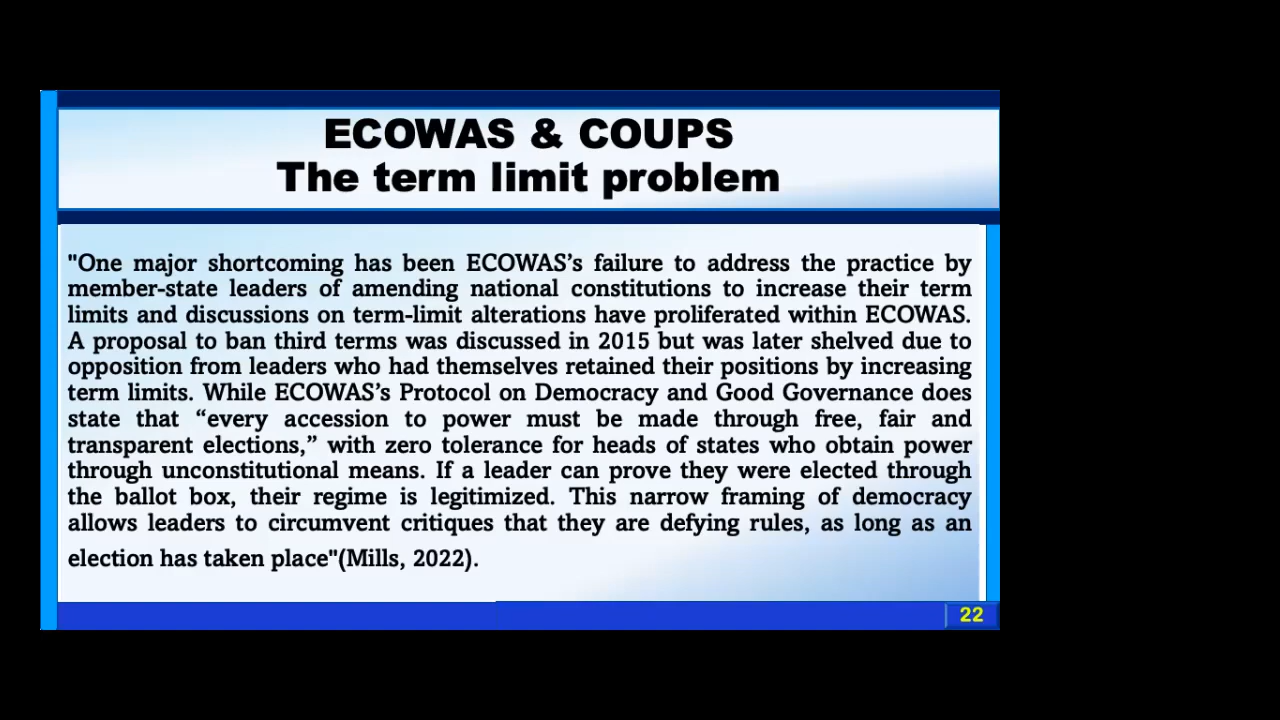 ECOWAS & COUPS
The term limit problem
"One major shortcoming has been ECOWAS’s failure to address the practice by
member-state leaders of amending national constitutions to increase their term
limits and discussions on term-limit alterations have proliferated within ECOWAS.
A proposal to ban third terms was discussed in 2015 but was later shelved due to
opposition from leaders who had themselves retained their positions by increasing
term limits. While ECOWAS’s Protocol on Democracy and Good Governance does
state that “every accession to power must be made through free, fair and
transparent elections,” with zero tolerance for heads of states who obtain power
through unconstitutional means. If a leader can prove they were elected through
the ballot box, their regime is legitimized. This narrow framing of democracy
allows leaders to circumvent critiques that they are defying rules, as long as an
election has taken place"(Mills, 2022).
22